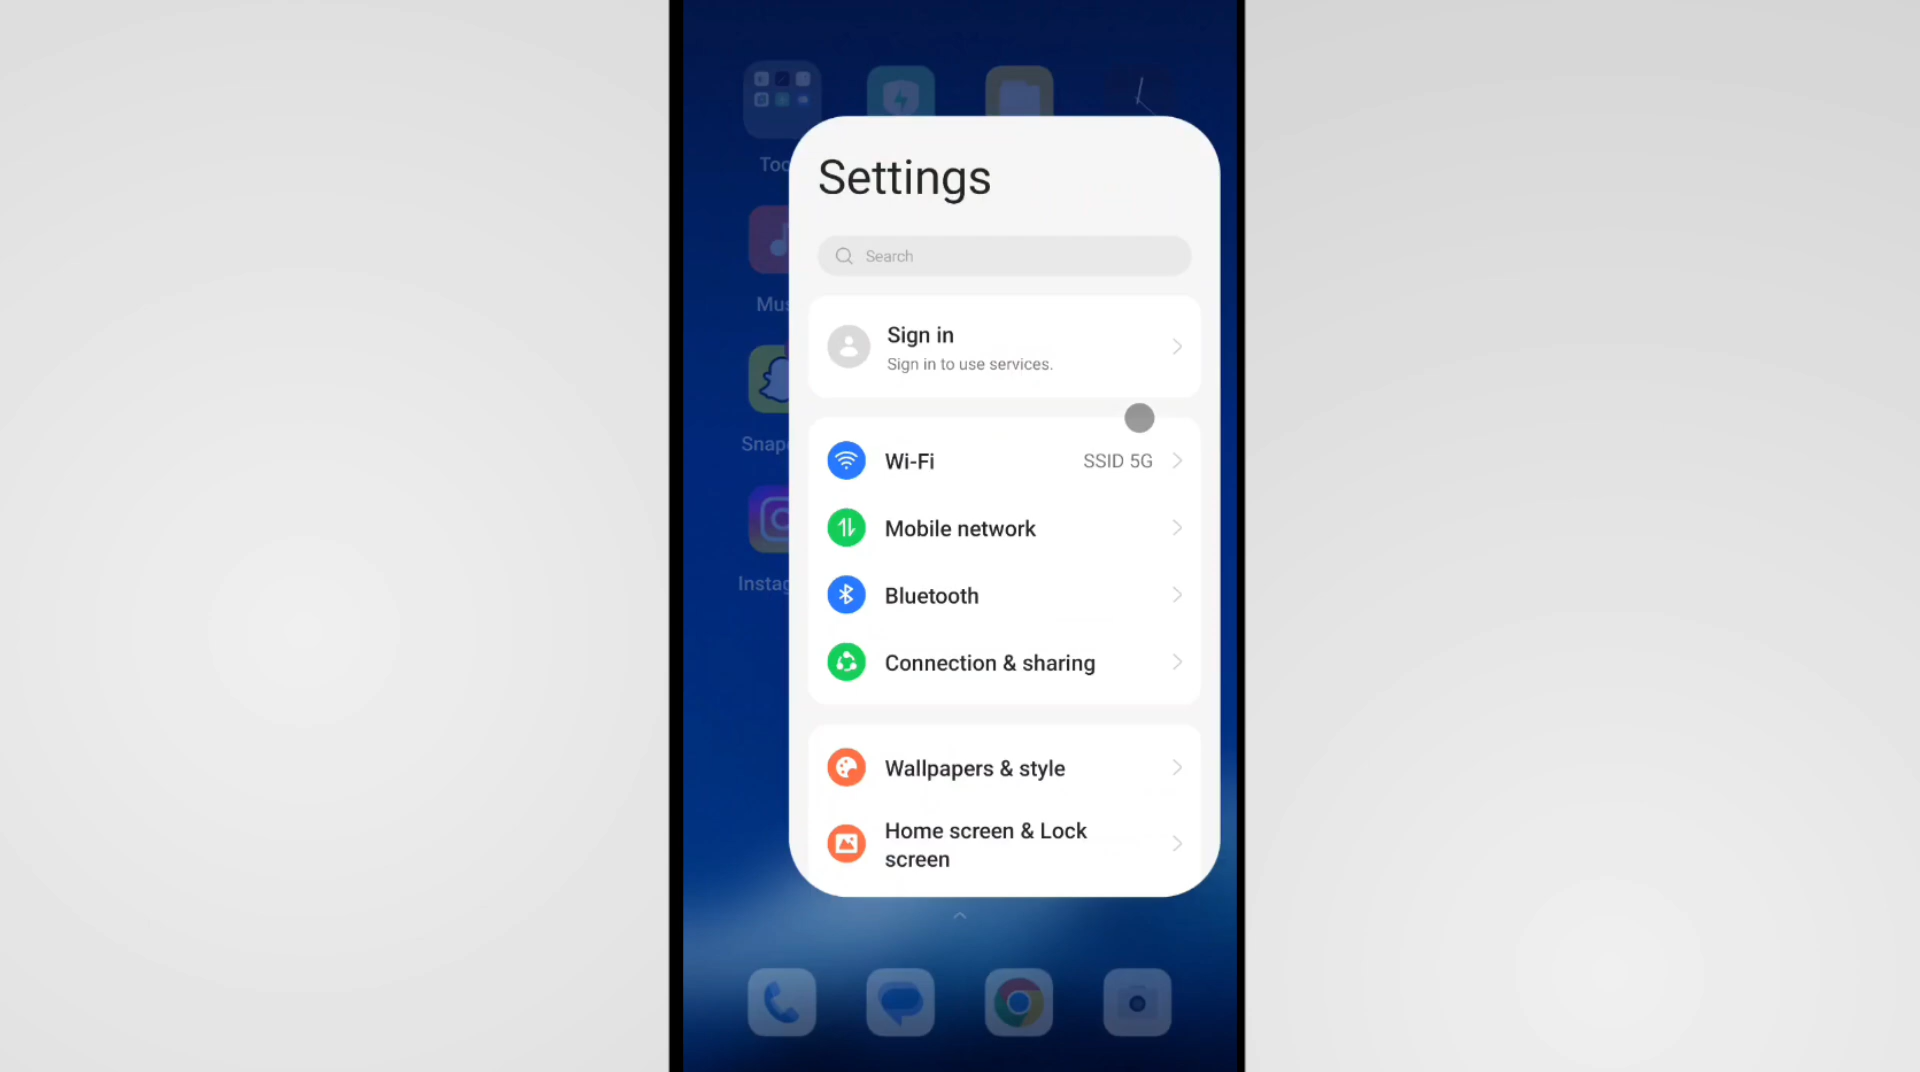 Settings
Search
Sign in
Sign in to use services.
Wi-Fi SSID 5G
Mobile network
Bluetooth
Connection & sharing
Wallpapers & style
Home screen & Lock
screen